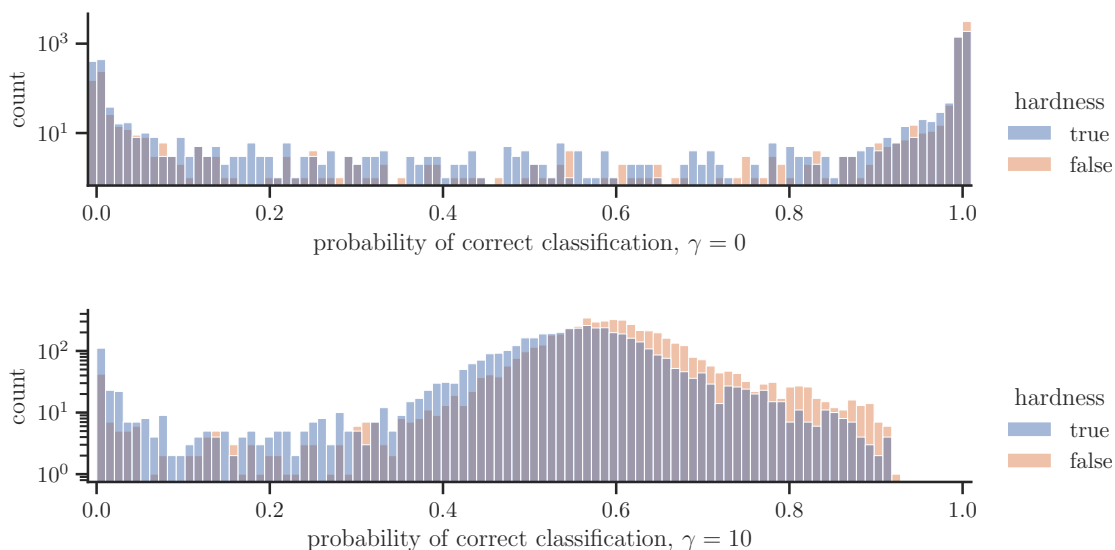 count
10³
10¹
0.0 0.2 0.4 0.6 0.8 1.0
probability of correct classification, γ = 0
hardness
true
false
count
10²
10¹
10⁰
0.0 0.2 0.4 0.6 0.8 1.0
probability of correct classification, γ = 10
hardness
true
false